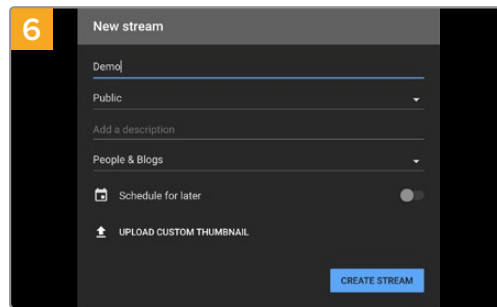 6
New stream
Demo
Public
Add a description
People & Blogs
Schedule for later
UPLOAD CUSTOM THUMBNAIL
CREATE STREAM